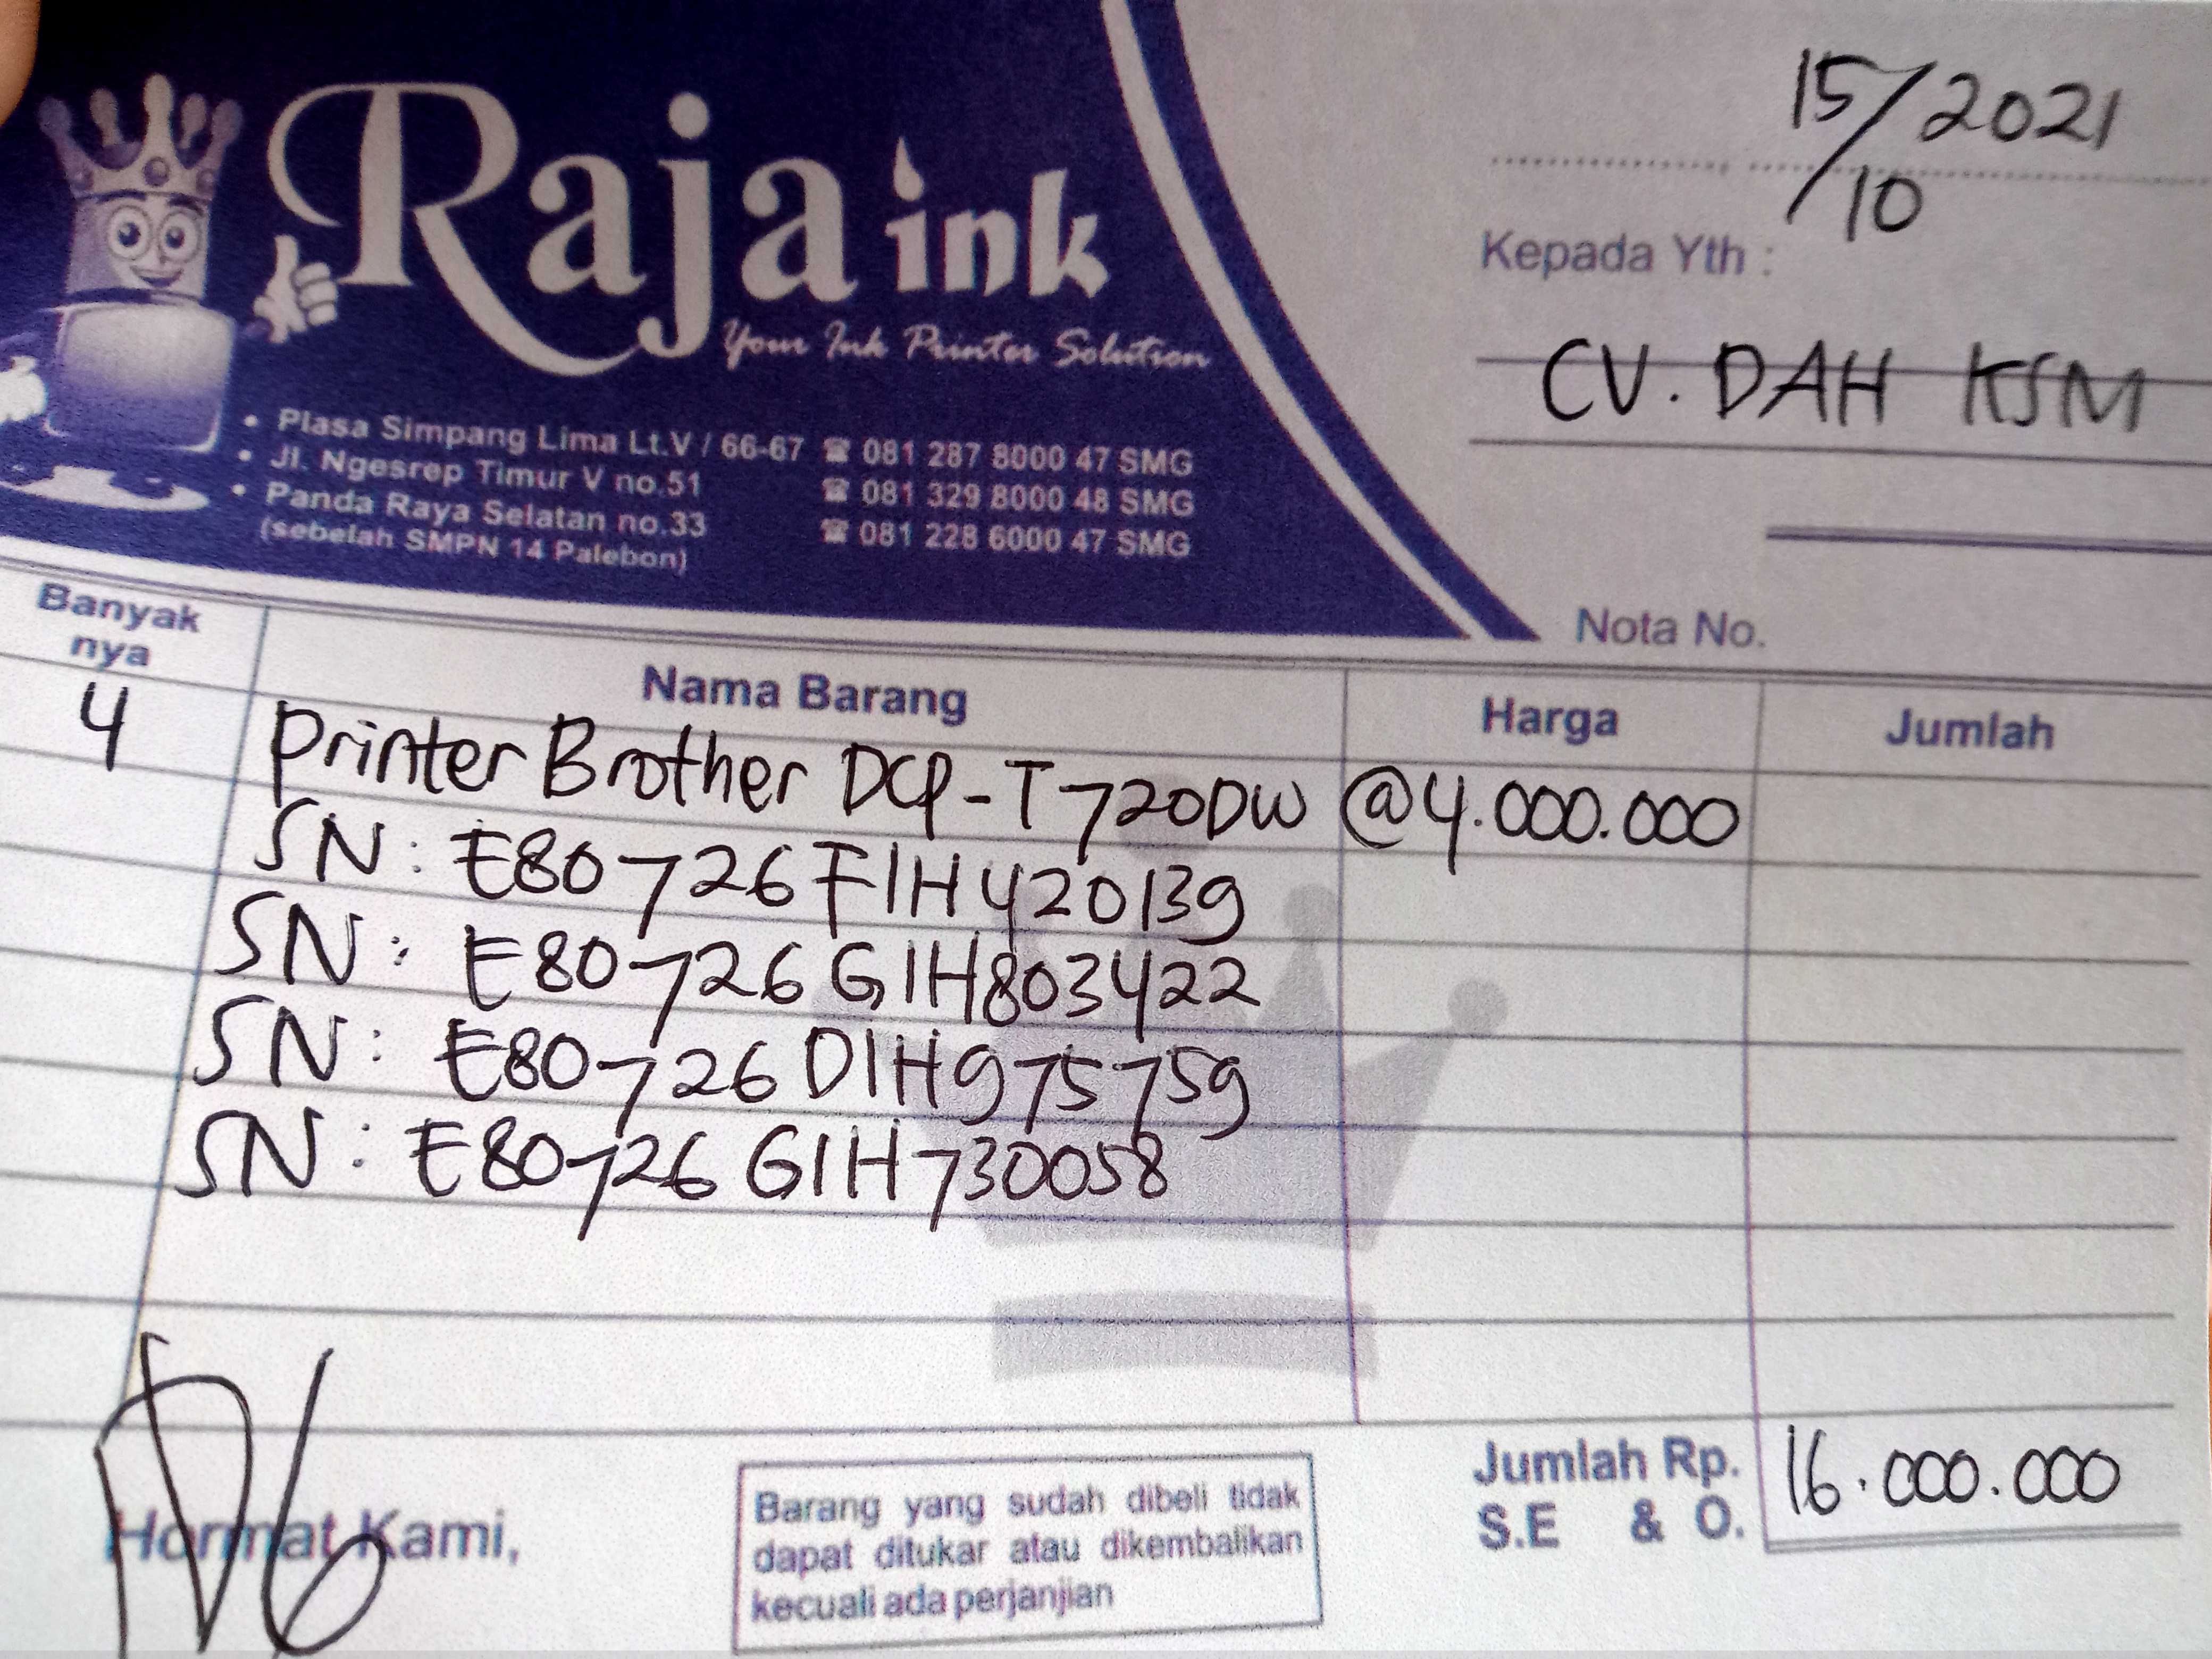 Raja ink
Your Ink Printer Solution
• Plasa Simpang Lima Lt.V / 66-67 ☎ 081 287 8000 47 SMG
• Jl. Ngesrep Timur V no.51 ☎ 081 329 8000 48 SMG
• Panda Raya Selatan no.33 ☎ 081 228 6000 47 SMG
(sebelah SMPN 14 Palebon)
15/10/2021
Kepada Yth :
CV. DAH KSM
Nota No.
Banyak
nya
Nama Barang Harga Jumlah
4 Printer Brother DCP-T720DW @4.000.000
SN: E80726F1H420139
SN: E80726G1H803422
SN: E80726D1H975759
SN: E80726G1H730058
Hormat Kami,
Barang yang sudah dibeli tidak
dapat ditukar atau dikembalikan
kecuali ada perjanjian
Jumlah Rp. 16.000.000
S.E & O.